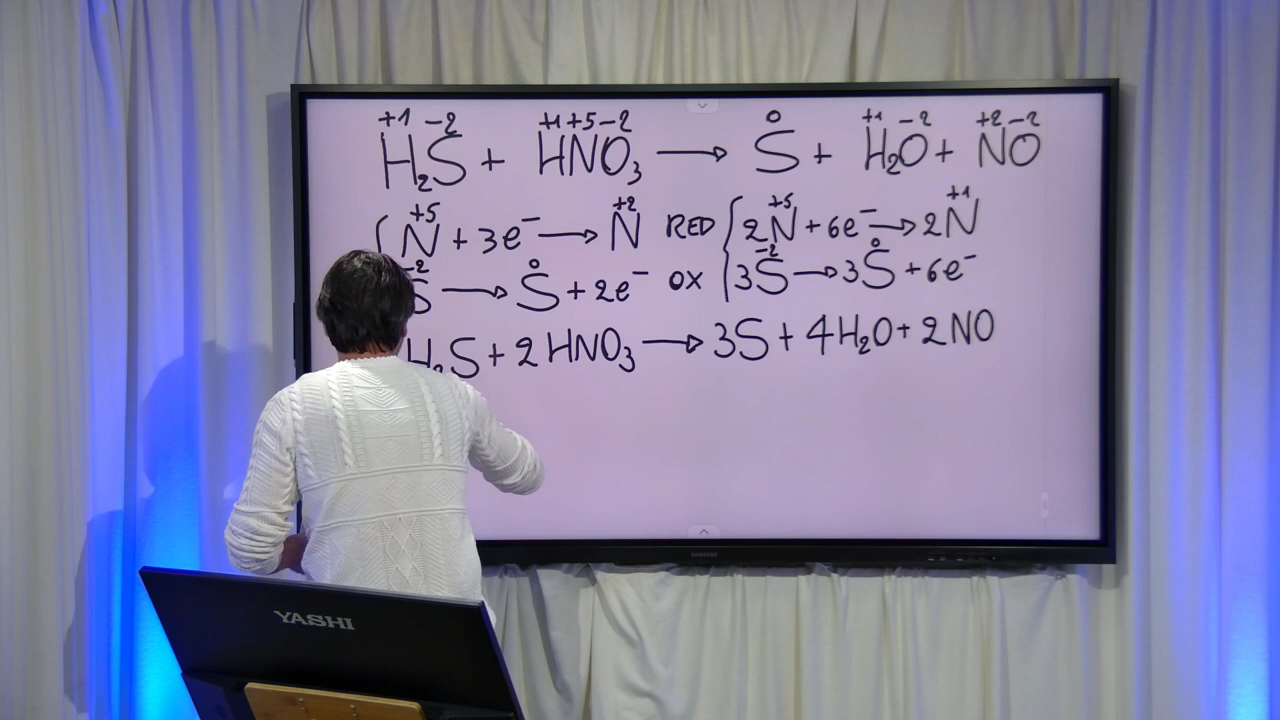 +1 -2 +1 +5 -2 0 +1 -2 +2 -2
H₂S + HNO₃ → S + H₂O + NO
+5 +2 +5 +1
{ N + 3e⁻ → N RED { 2N + 6e⁻ → 2N
-2 0 -2 0
S → S + 2e⁻ OX 3S → 3S + 6e⁻
H₂S + 2HNO₃ → 3S + 4H₂O + 2NO
SAMSUNG
YASHI